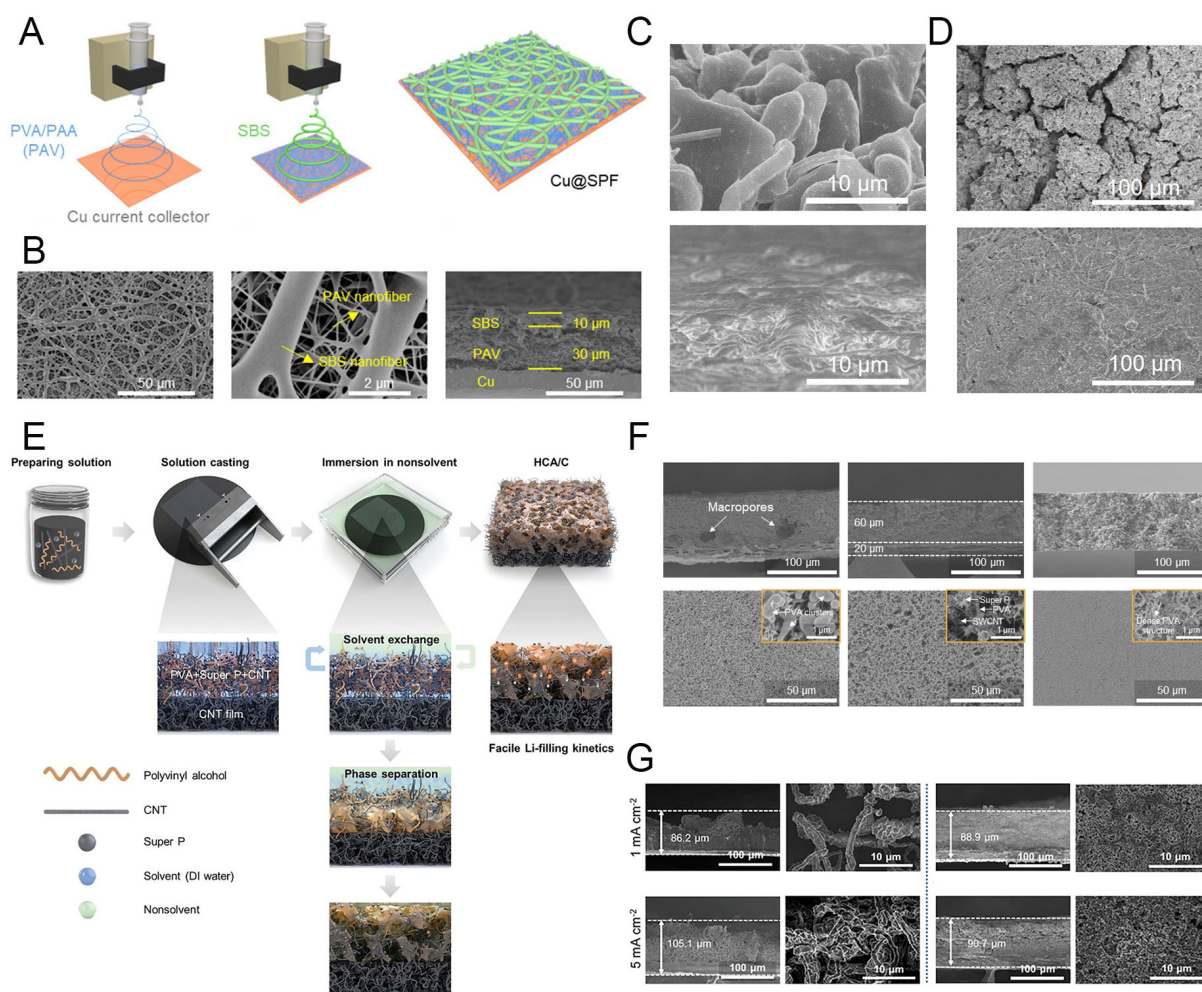 A
PVA/PAA
(PAV)
SBS
Cu current collector
Cu@SPF
B
50 µm
PAV nanofiber
SBS nanofiber
2 µm
SBS
10 µm
PAV
30 µm
Cu
50 µm
C
10 µm
10 µm
D
100 µm
100 µm
E
Preparing solution
Solution casting
Immersion in nonsolvent
HCA/C
PVA+Super P+CNT
CNT film
Solvent exchange
Facile Li-filling kinetics
Phase separation
Polyvinyl alcohol
CNT
Super P
Solvent (DI water)
Nonsolvent
F
Macropores
100 µm
60 µm
20 µm
100 µm
100 µm
PVA clusters
1 µm
50 µm
Super P
PVA
SWCNT
1 µm
50 µm
Dense PVA
structure
1 µm
50 µm
G
1 mA cm-2
86.2 µm
100 µm
10 µm
88.9 µm
100 µm
10 µm
5 mA cm-2
105.1 µm
100 µm
10 µm
90.7 µm
100 µm
10 µm